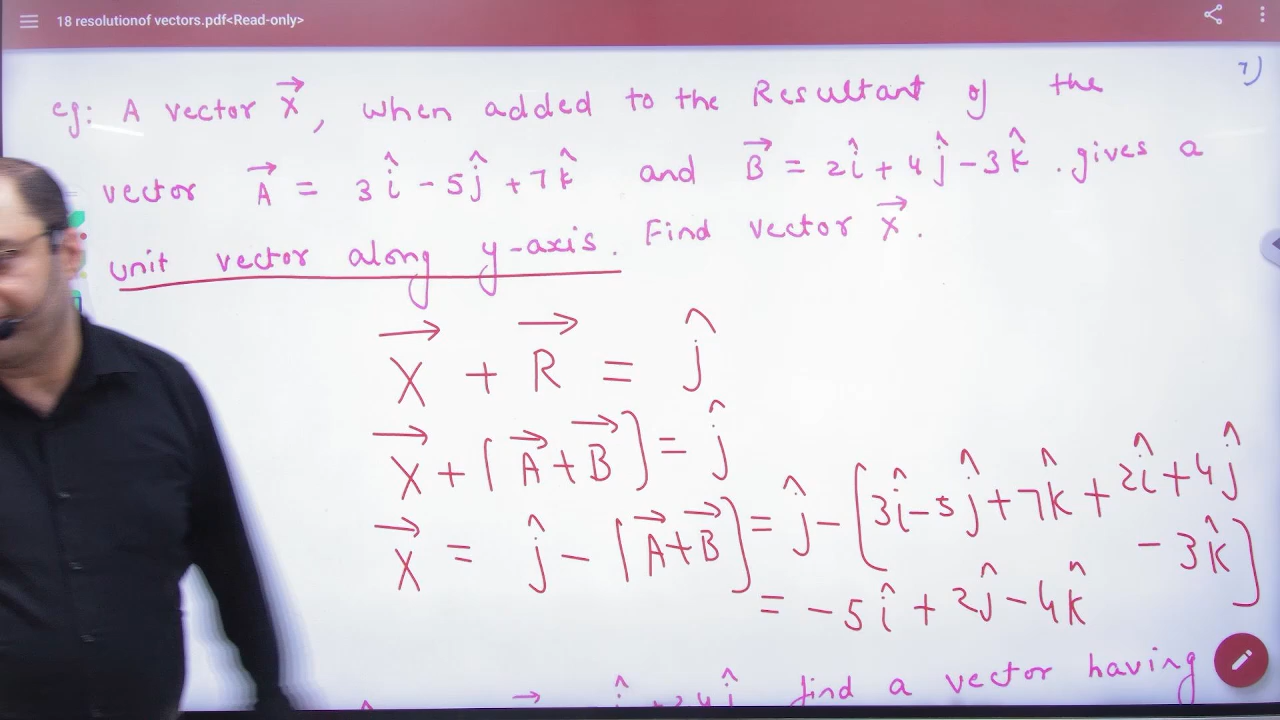 18 resolutionof vectors.pdf<Read-only>
7)
eg: A vector X⃗, when added to the Resultant of the
vector A⃗ = 3î - 5ĵ + 7k̂ and B⃗ = 2î + 4ĵ - 3k̂. gives a
unit vector along y-axis. Find vector X⃗.
X⃗ + R⃗ = ĵ
X⃗ + [A⃗ + B⃗] = ĵ
X⃗ = ĵ - [A⃗ + B⃗] = ĵ - [3î - 5ĵ + 7k̂ + 2î + 4ĵ
- 3k̂]
= -5î + 2ĵ - 4k̂
find a vector having